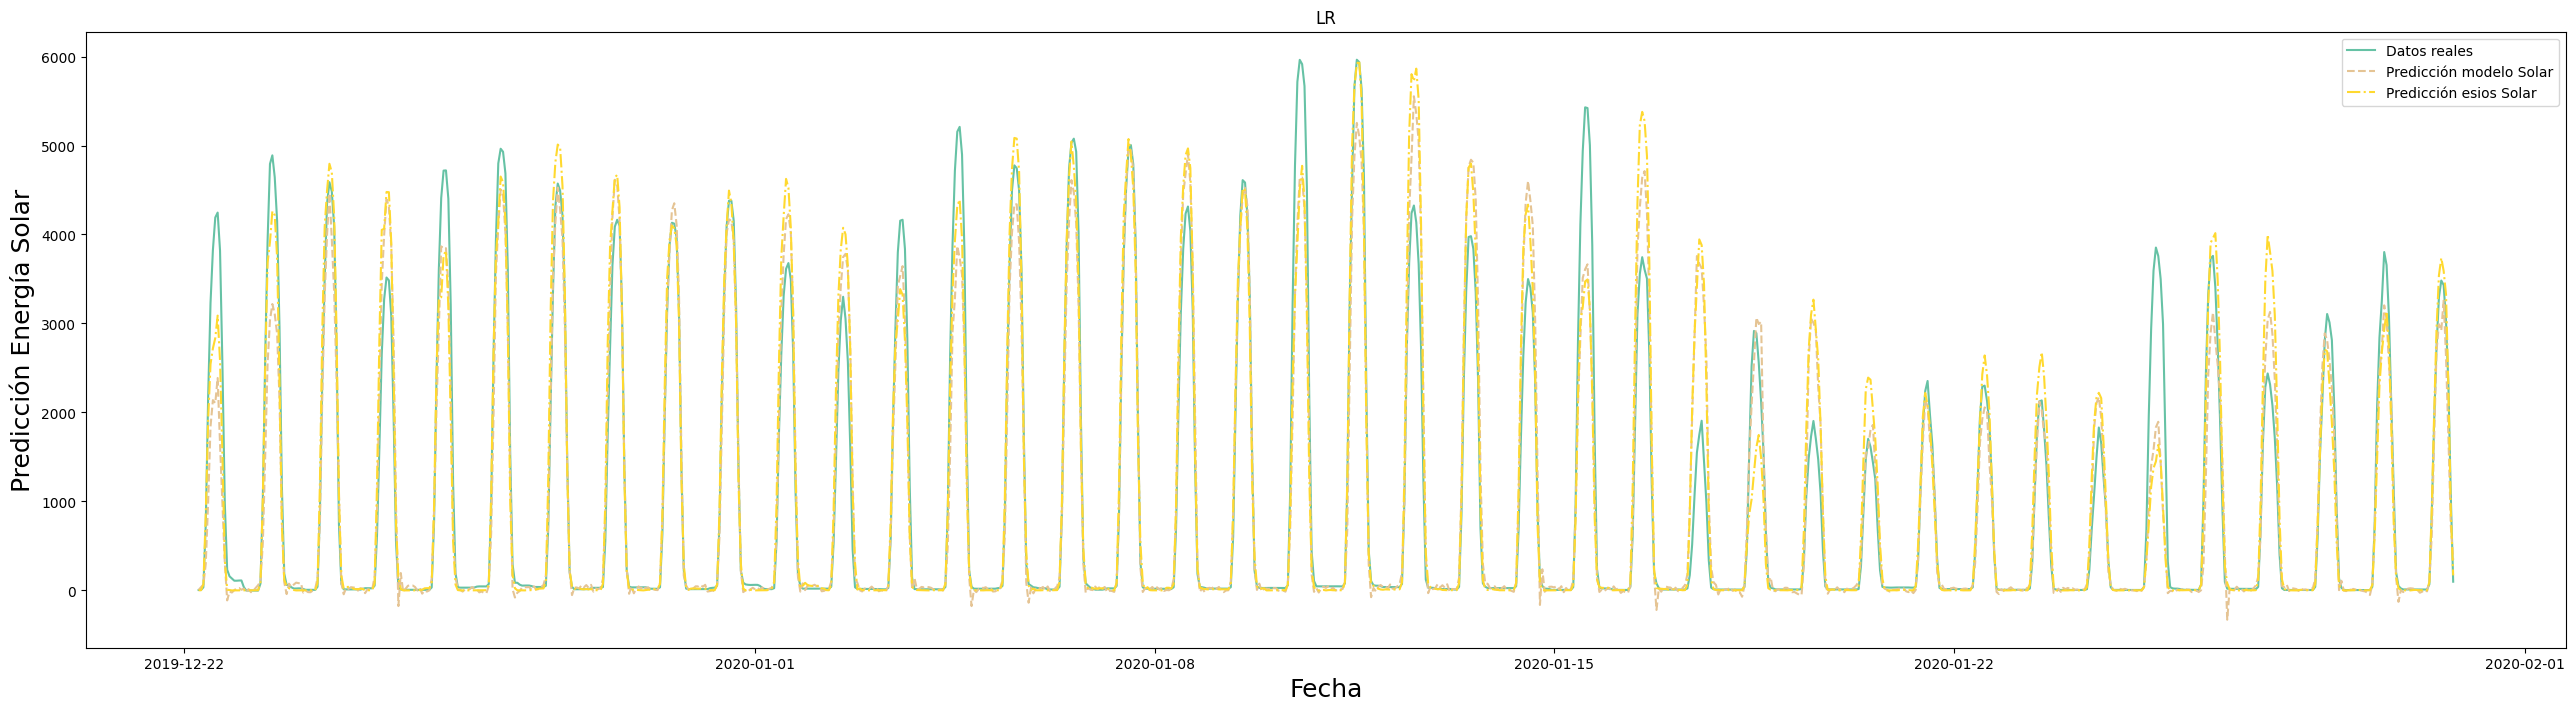 LR
Datos reales
Predicción modelo Solar
Predicción esios Solar
Predicción Energía Solar
6000
5000
4000
3000
2000
1000
0
2019-12-22
2020-01-01
2020-01-08
2020-01-15
2020-01-22
2020-02-01
Fecha